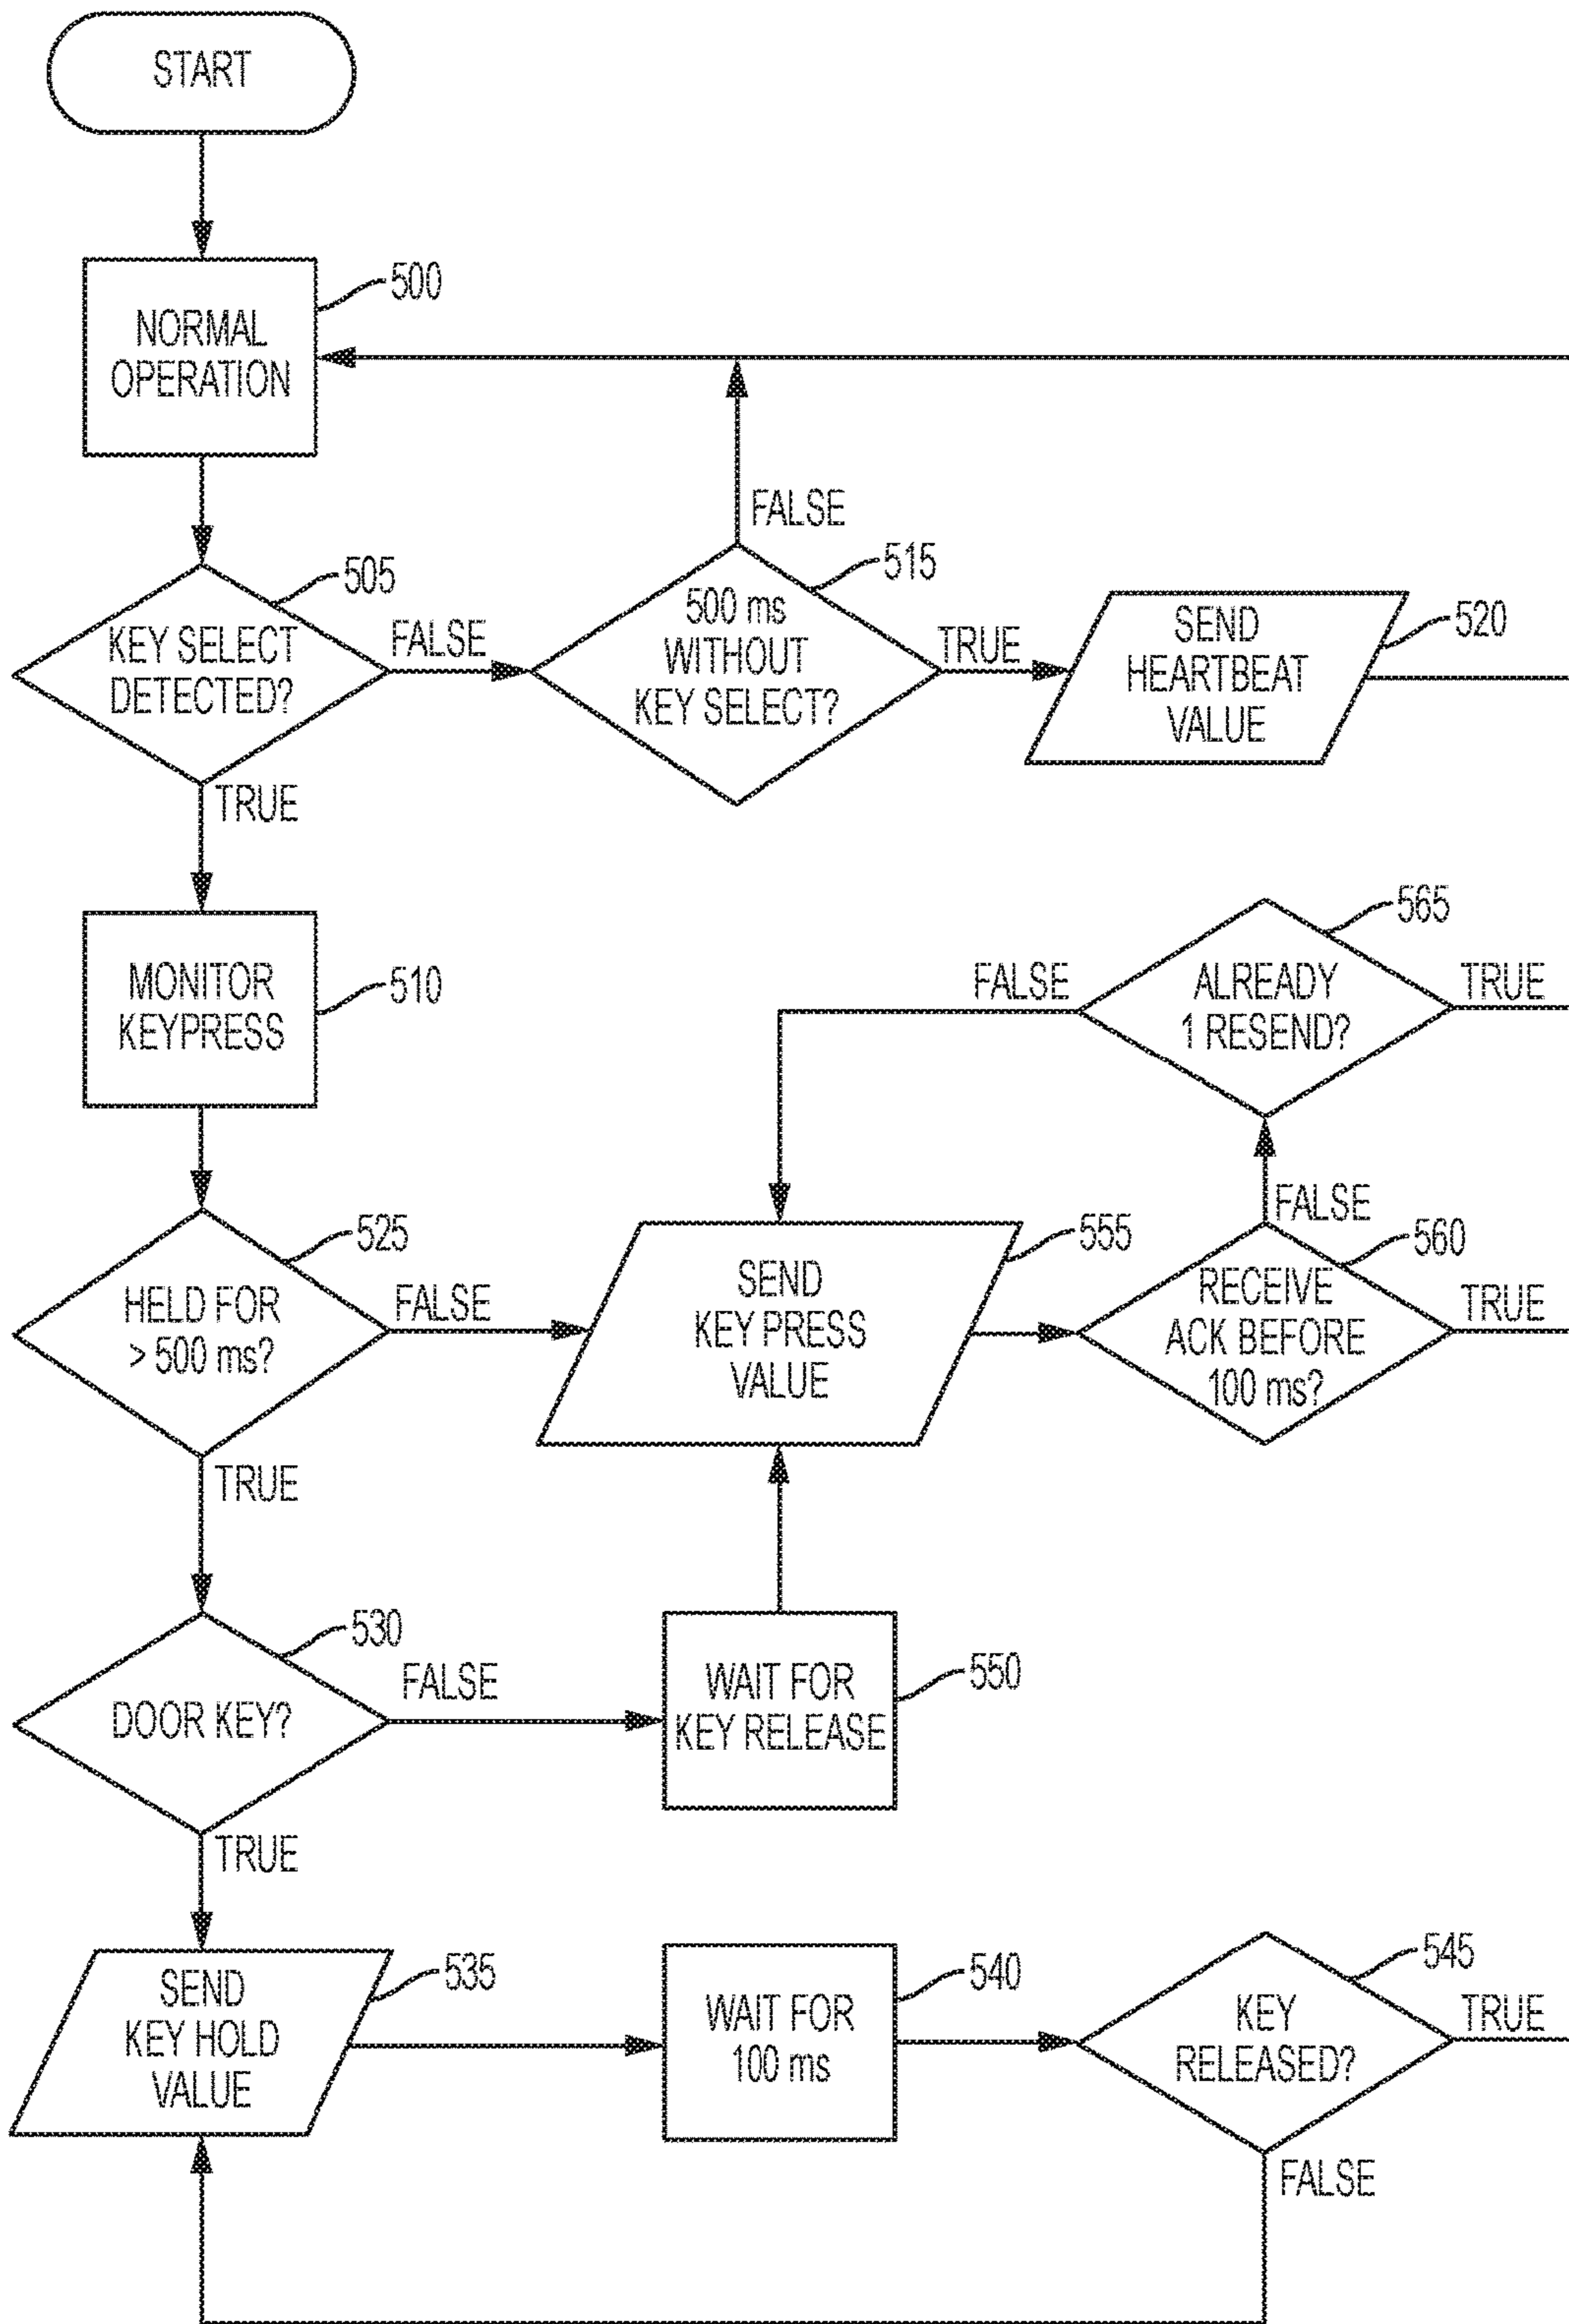 START
500
NORMAL
OPERATION
FALSE
505
KEY SELECT
DETECTED?
FALSE
515
500 ms
WITHOUT
KEY SELECT?
TRUE
520
SEND
HEARTBEAT
VALUE
TRUE
510
MONITOR
KEYPRESS
565
FALSE
ALREADY
1 RESEND?
TRUE
FALSE
525
HELD FOR
> 500 ms?
FALSE
555
SEND
KEY PRESS
VALUE
560
RECEIVE
ACK BEFORE
100 ms?
TRUE
TRUE
530
DOOR KEY?
FALSE
550
WAIT FOR
KEY RELEASE
TRUE
535
SEND
KEY HOLD
VALUE
540
WAIT FOR
100 ms
545
KEY
RELEASED?
TRUE
FALSE